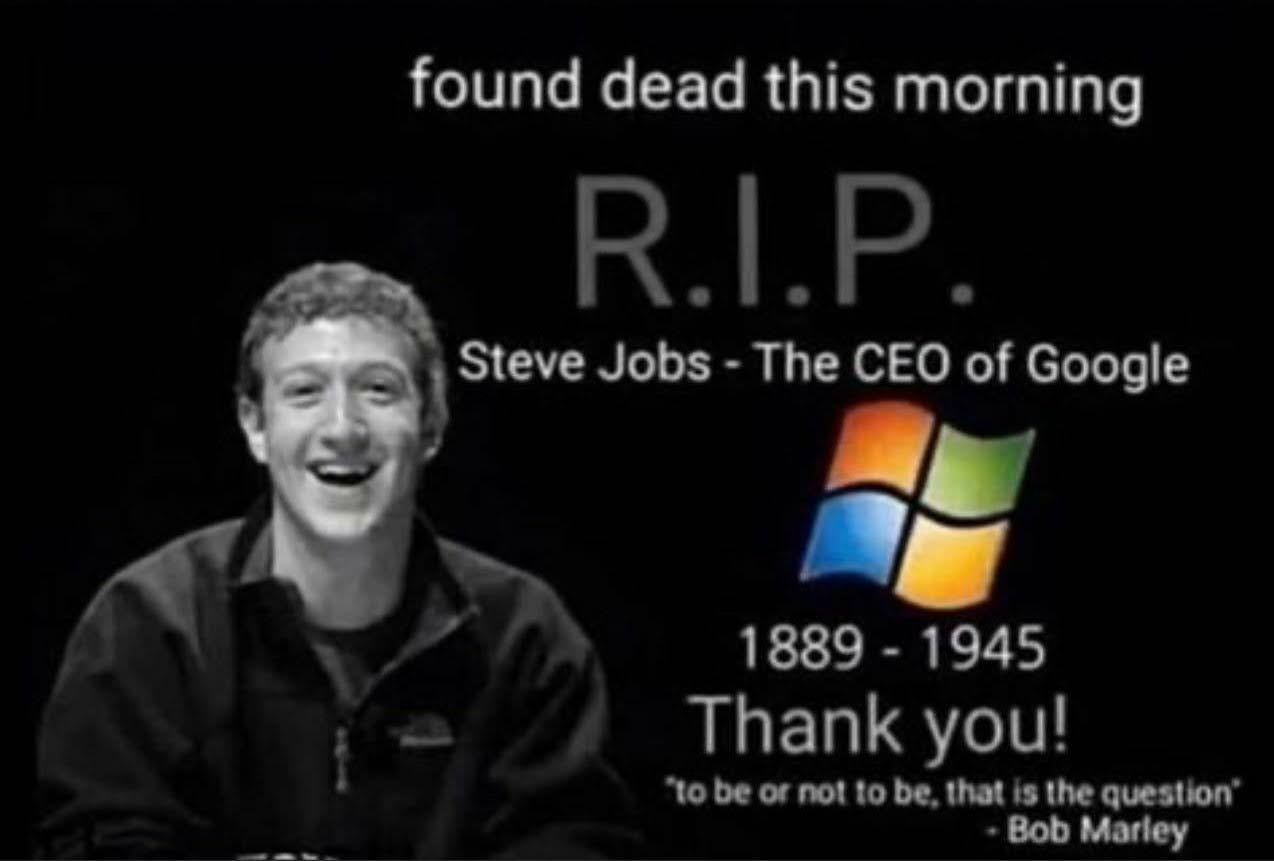 found dead this morning
R.I.P.
Steve Jobs - The CEO of Google
1889 - 1945
Thank you!
"to be or not to be, that is the question"
- Bob Marley